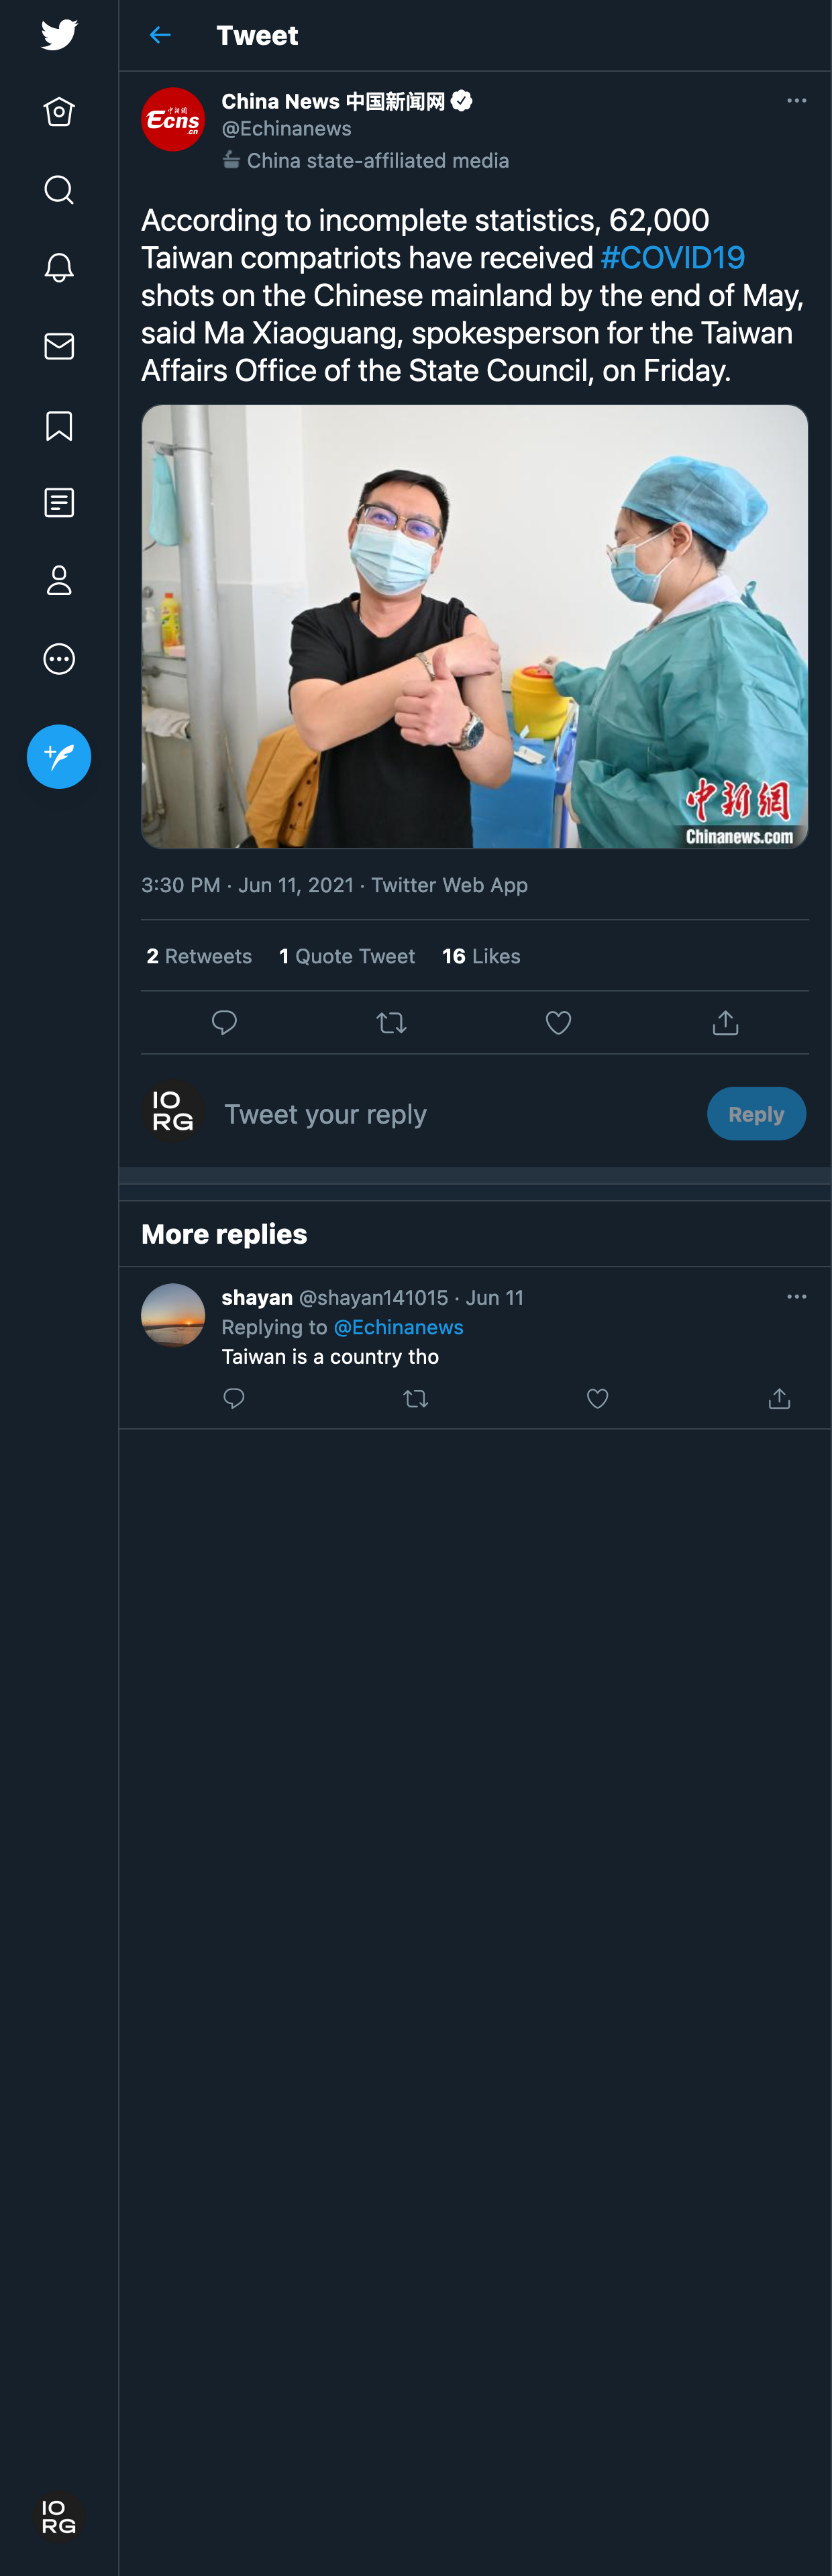 Tweet
中新網
Ecns
.cn
China News 中国新闻网
@Echinanews
China state-affiliated media
According to incomplete statistics, 62,000
Taiwan compatriots have received #COVID19
shots on the Chinese mainland by the end of May,
said Ma Xiaoguang, spokesperson for the Taiwan
Affairs Office of the State Council, on Friday.
中新網
Chinanews.com
3:30 PM · Jun 11, 2021 · Twitter Web App
2 Retweets 1 Quote Tweet 16 Likes
IO
RG
Tweet your reply
Reply
More replies
shayan @shayan141015 · Jun 11
Replying to @Echinanews
Taiwan is a country tho
IO
RG